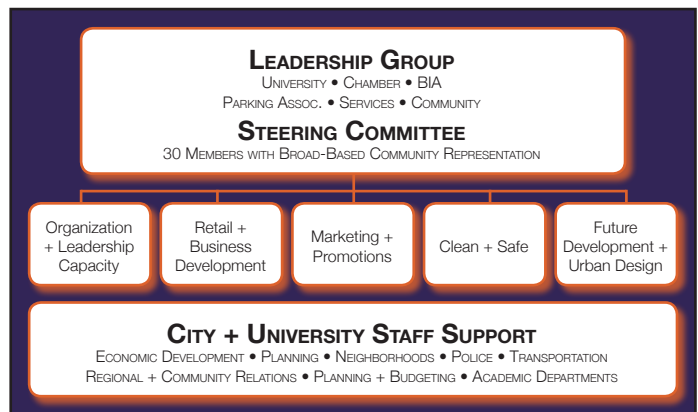 LEADERSHIP GROUP
UNIVERSITY • CHAMBER • BIA
PARKING ASSOC. • SERVICES • COMMUNITY
STEERING COMMITTEE
30 MEMBERS WITH BROAD-BASED COMMUNITY REPRESENTATION
Organization
+ Leadership
Capacity
Retail +
Business
Development
Marketing +
Promotions
Clean + Safe
Future
Development +
Urban Design
CITY + UNIVERSITY STAFF SUPPORT
ECONOMIC DEVELOPMENT • PLANNING • NEIGHBORHOODS • POLICE • TRANSPORTATION
REGIONAL + COMMUNITY RELATIONS • PLANNING + BUDGETING • ACADEMIC DEPARTMENTS